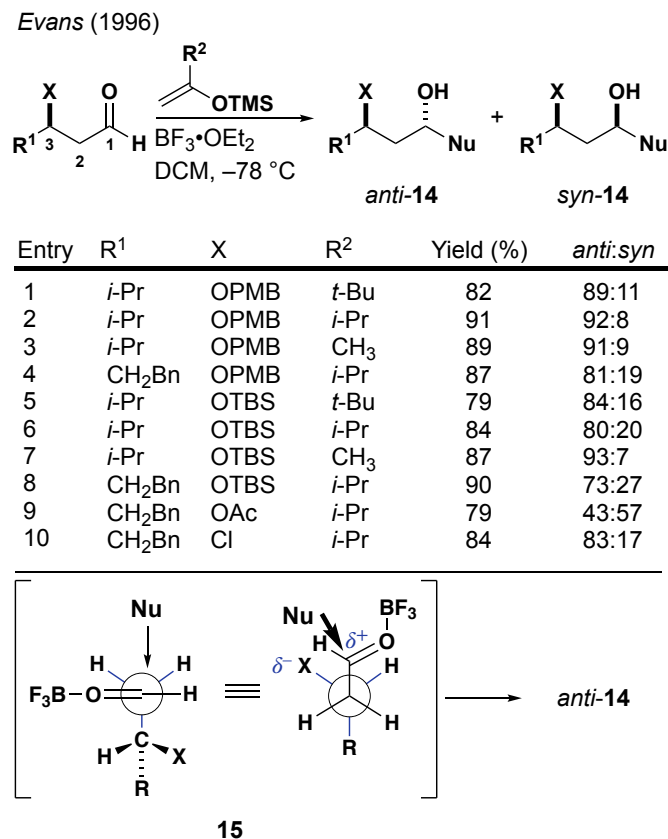 Evans (1996)
X O R² R¹ 3 2 1 H OTMS
BF₃•OEt₂
DCM, –78 °C
X OH R¹ Nu + X OH R¹ Nu
anti-14 syn-14
Entry R¹ X R² Yield (%) anti:syn
1 i-Pr OPMB t-Bu 82 89:11
2 i-Pr OPMB i-Pr 91 92:8
3 i-Pr OPMB CH₃ 89 91:9
4 CH₂Bn OPMB i-Pr 87 81:19
5 i-Pr OTBS t-Bu 79 84:16
6 i-Pr OTBS i-Pr 84 80:20
7 i-Pr OTBS CH₃ 87 93:7
8 CH₂Bn OTBS i-Pr 90 73:27
9 CH₂Bn OAc i-Pr 79 43:57
10 CH₂Bn Cl i-Pr 84 83:17
Nu H H F₃B O H C H X R
Nu BF₃ H δ⁺ O δ⁻ X H H H R
anti-14
15